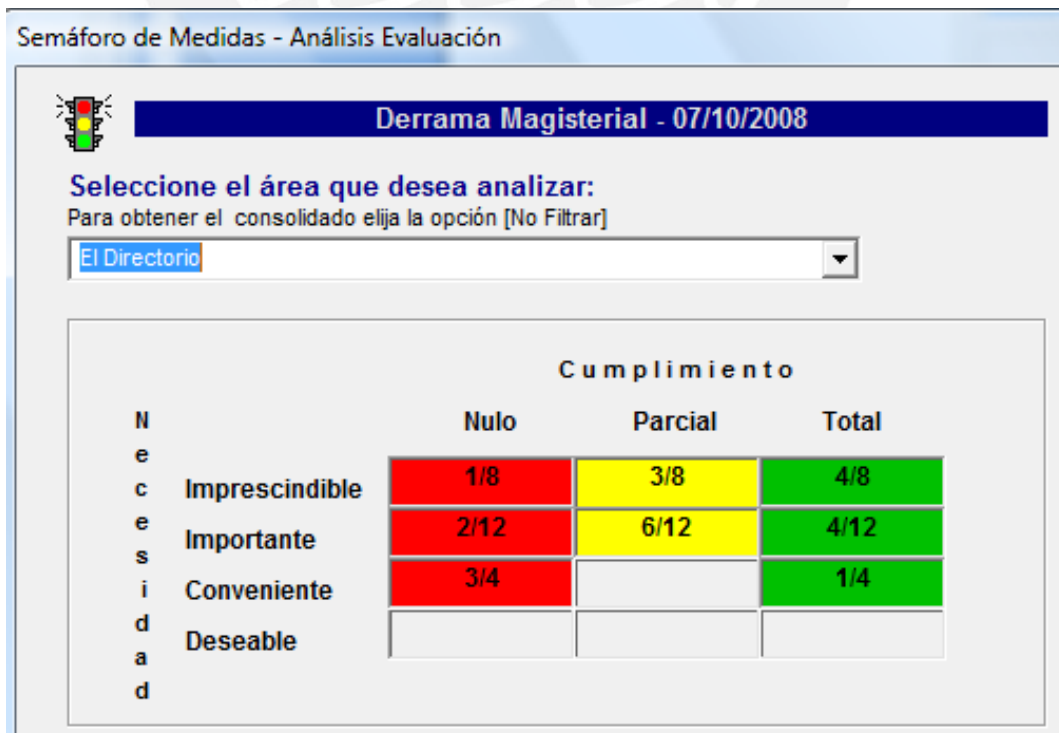 Semáforo de Medidas - Análisis Evaluación
Derrama Magisterial - 07/10/2008
Seleccione el área que desea analizar:
Para obtener el consolidado elija la opción [No Filtrar]
El Directorio
Cumplimiento
Necesidad
Nulo Parcial Total
Imprescindible 1/8 3/8 4/8
Importante 2/12 6/12 4/12
Conveniente 3/4 1/4
Deseable